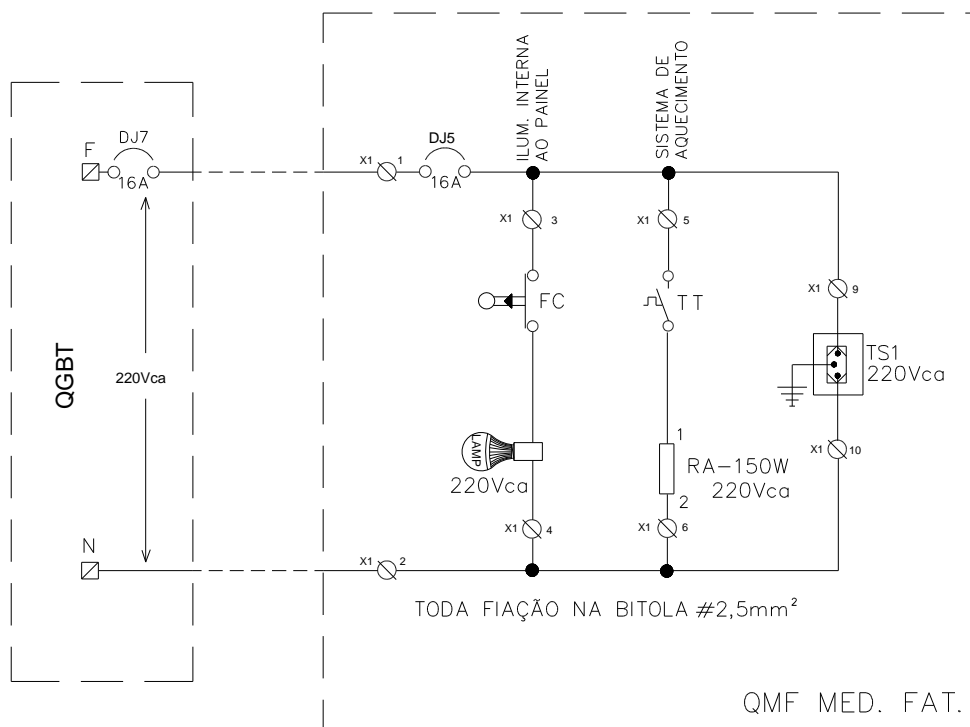 ILUM. INTERNA
AO PAINEL
SISTEMA DE
AQUECIMENTO
F
DJ7
16A
X1 1
DJ5
16A
X1 3
X1 5
X1 9
FC
TT
TS1
220Vca
QGBT
220Vca
X1 10
LAMP
220Vca
1
RA-150W
220Vca
2
X1 4
X1 6
N
X1 2
TODA FIAÇÃO NA BITOLA #2,5mm²
QMF MED. FAT.